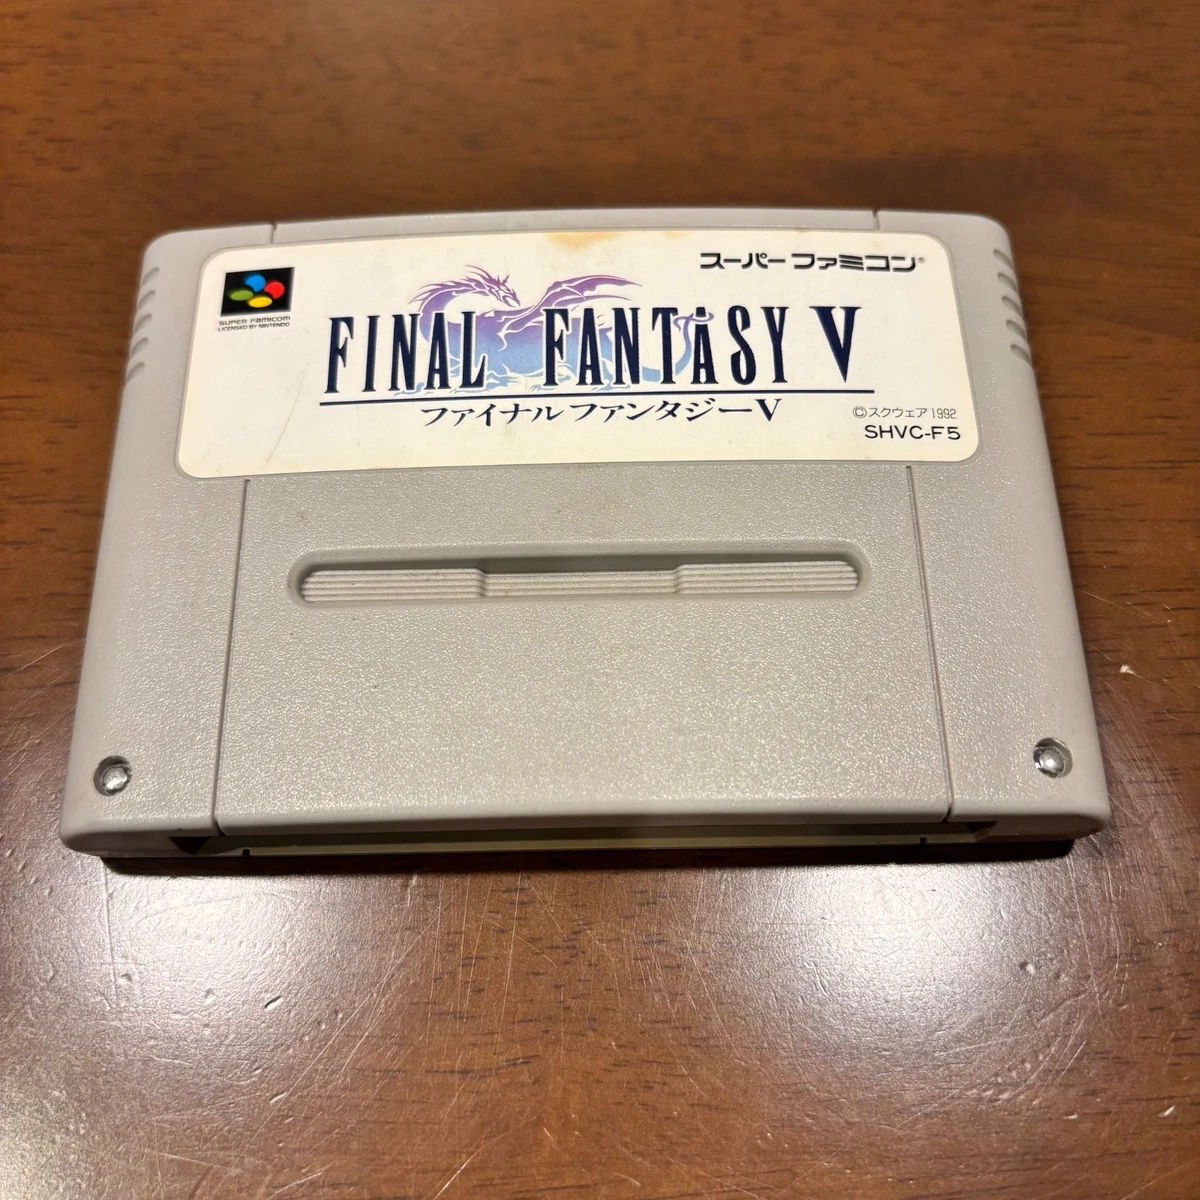 スーパーファミコン®
SUPER FAMICOM
LICENSED BY NINTENDO
FINAL FANTASY V
ファイナルファンタジーV
©スクウェア 1992
SHVC-F5